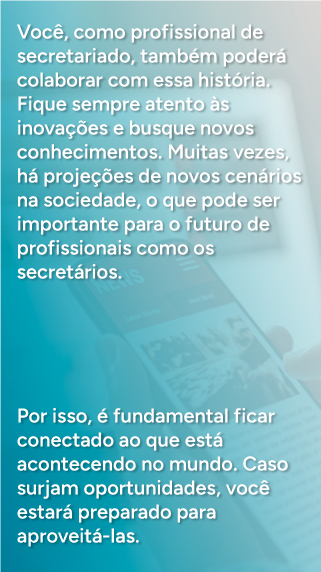 Você, como profissional de
secretariado, também poderá
colaborar com essa história.
Fique sempre atento às
inovações e busque novos
conhecimentos. Muitas vezes,
há projeções de novos cenários
na sociedade, o que pode ser
importante para o futuro de
profissionais como os
secretários.
Por isso, é fundamental ficar
conectado ao que está
acontecendo no mundo. Caso
surjam oportunidades, você
estará preparado para
aproveitá-las.